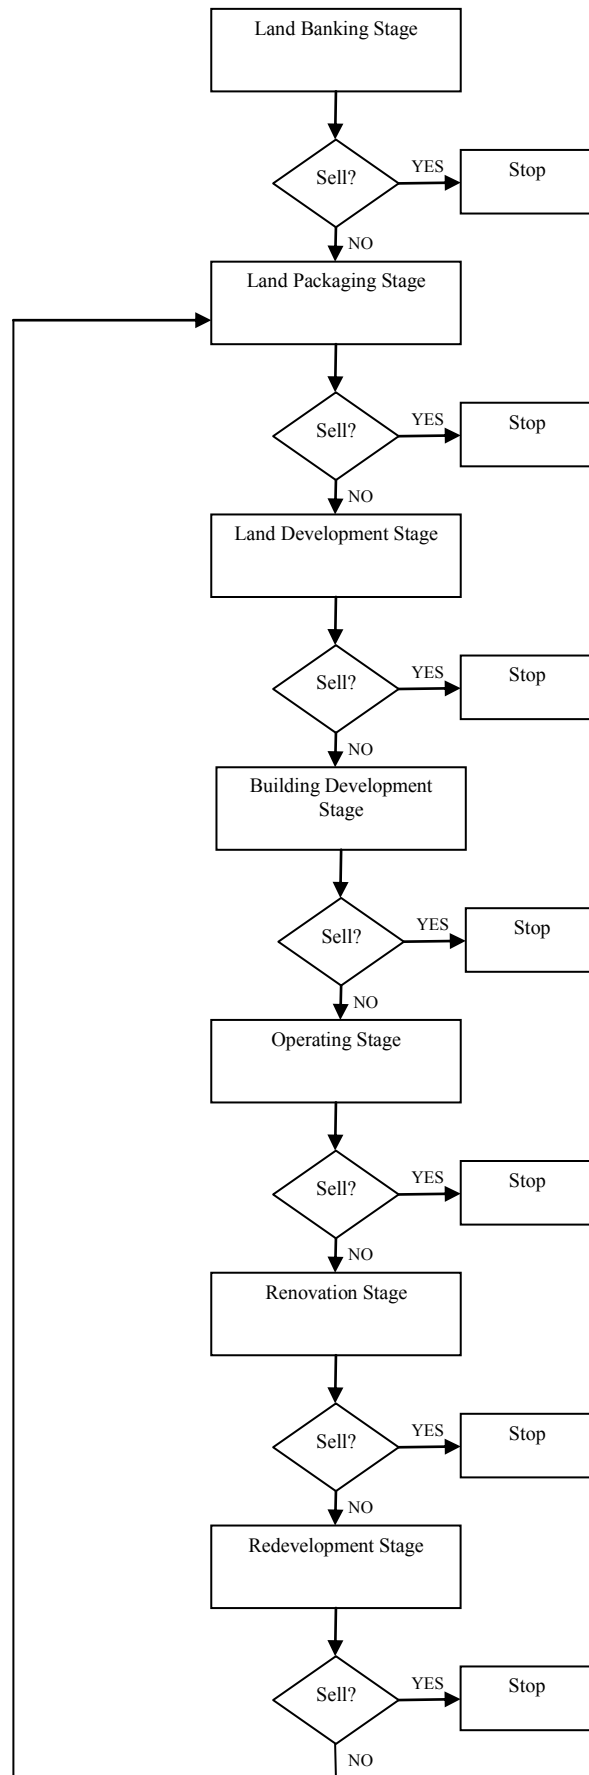 Land Banking Stage
Sell?
YES
Stop
NO
Land Packaging Stage
Sell?
YES
Stop
NO
Land Development Stage
Sell?
YES
Stop
NO
Building Development
Stage
Sell?
YES
Stop
NO
Operating Stage
Sell?
YES
Stop
NO
Renovation Stage
Sell?
YES
Stop
NO
Redevelopment Stage
Sell?
YES
Stop
NO